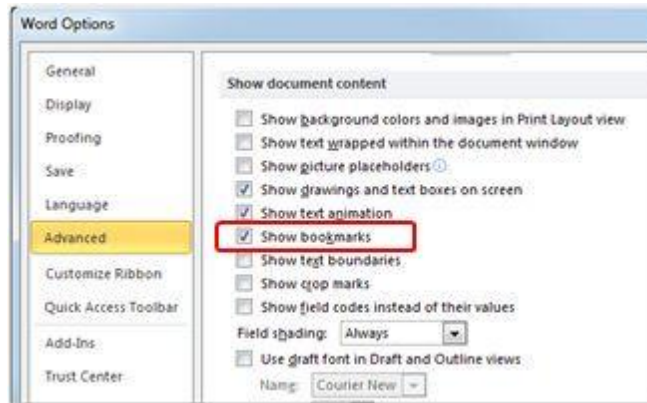 Word Options
General
Display
Proofing
Save
Language
Advanced
Customize Ribbon
Quick Access Toolbar
Add-Ins
Trust Center
Show document content
Show background colors and images in Print Layout view
Show text wrapped within the document window
Show picture placeholders
Show drawings and text boxes on screen
Show text animation
Show bookmarks
Show text boundaries
Show crop marks
Show field codes instead of their values
Field shading: Always
Use draft font in Draft and Outline views
Name: Courier New